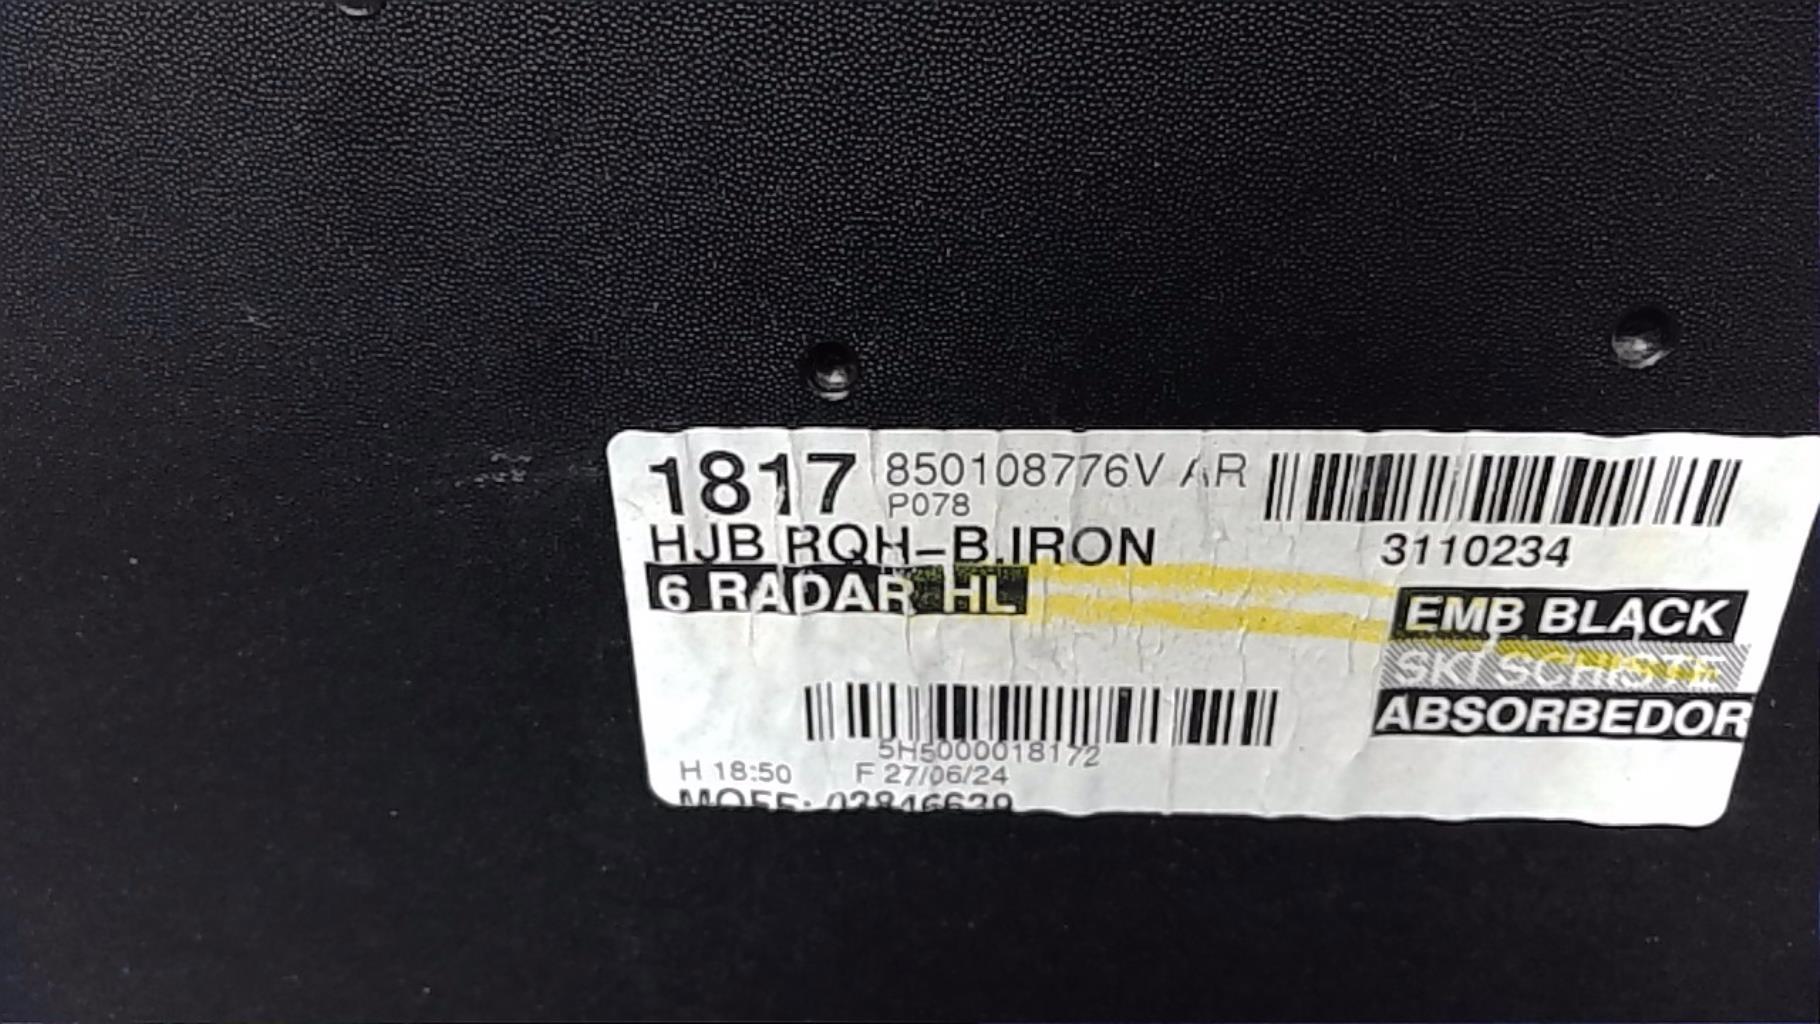 1817 850108776V AR
P078
HJB RQH-B.IRON
3110234
6 RADAR HL
EMB BLACK
SKI SCHISTE
ABSORBEDOR
5H5000018172
H 18:50 F 27/06/24